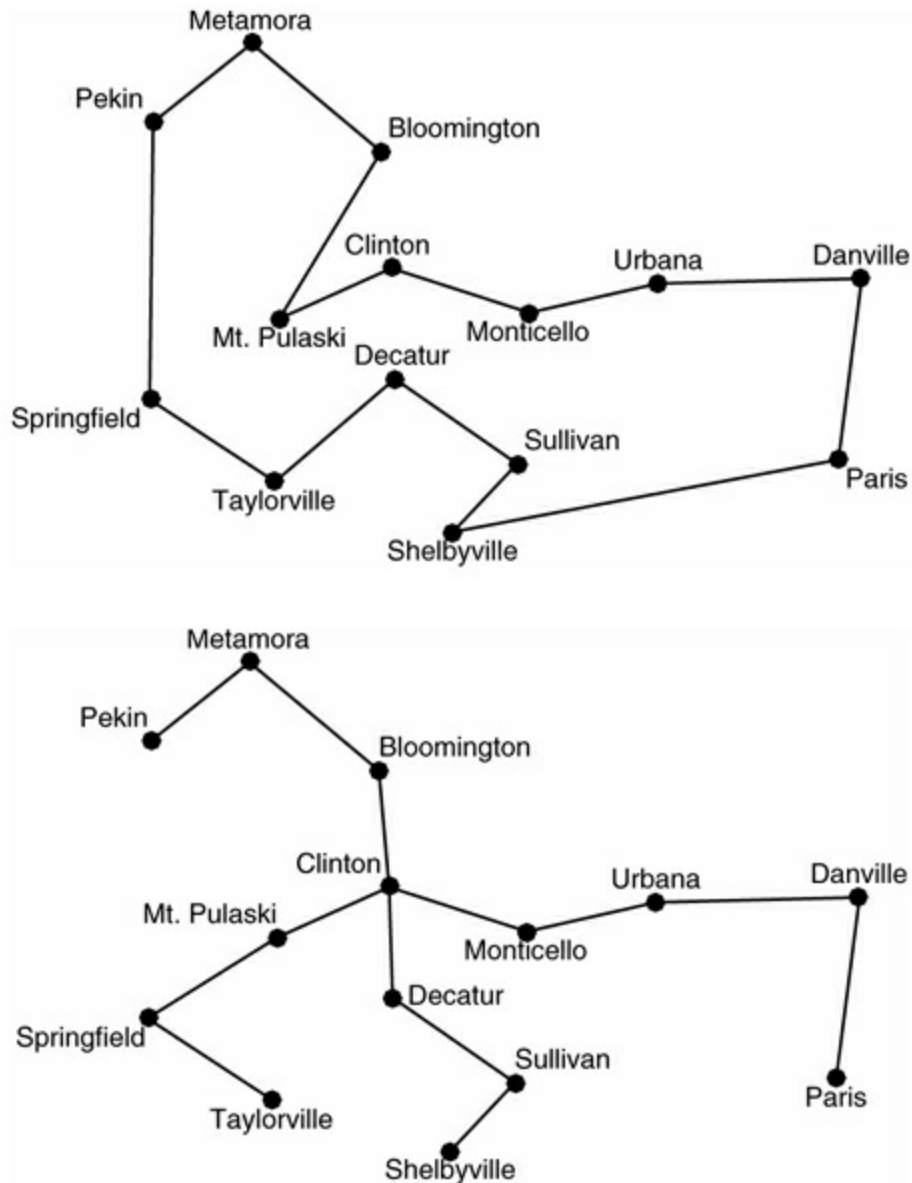 Metamora
Pekin
Bloomington
Clinton
Urbana
Danville
Mt. Pulaski
Monticello
Decatur
Springfield
Sullivan
Taylorville
Paris
Shelbyville
Metamora
Pekin
Bloomington
Clinton
Urbana
Danville
Mt. Pulaski
Monticello
Decatur
Springfield
Sullivan
Taylorville
Paris
Shelbyville